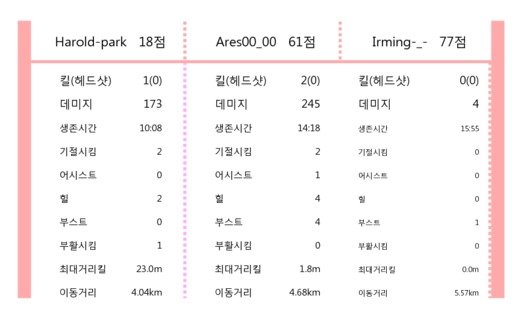 Harold-park 18점
킬(헤드샷) 1(0)
데미지 173
생존시간 10:08
기절시킴 2
어시스트 0
힐 2
부스트 0
부활시킴 1
최대거리킬 23.0m
이동거리 4.04km
Ares00_00 61점
킬(헤드샷) 2(0)
데미지 245
생존시간 14:18
기절시킴 2
어시스트 1
힐 4
부스트 4
부활시킴 0
최대거리킬 1.8m
이동거리 4.68km
Irming-_- 77점
킬(헤드샷) 0(0)
데미지 4
생존시간 15:55
기절시킴 0
어시스트 0
힐 0
부스트 1
부활시킴 0
최대거리킬 0.0m
이동거리 5.57km